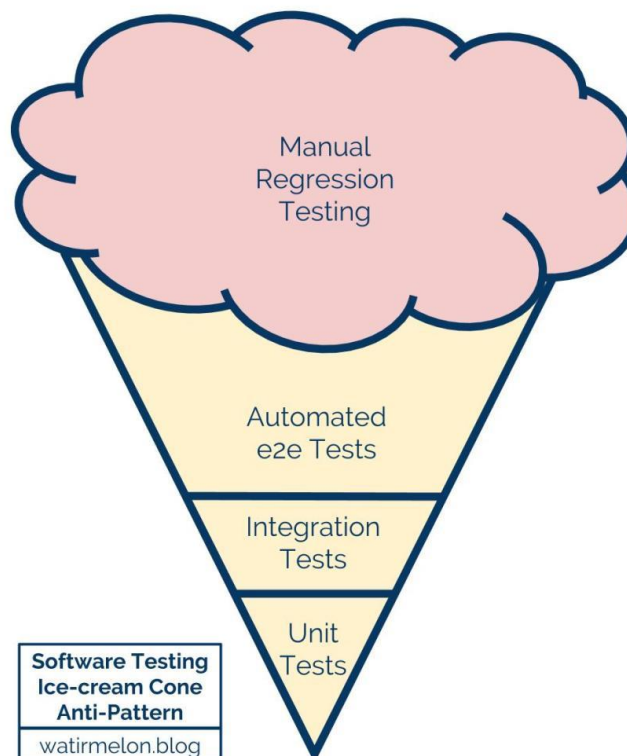 Manual
Regression
Testing
Automated
e2e Tests
Integration
Tests
Unit
Tests
Software Testing
Ice-cream Cone
Anti-Pattern
watirmelon.blog